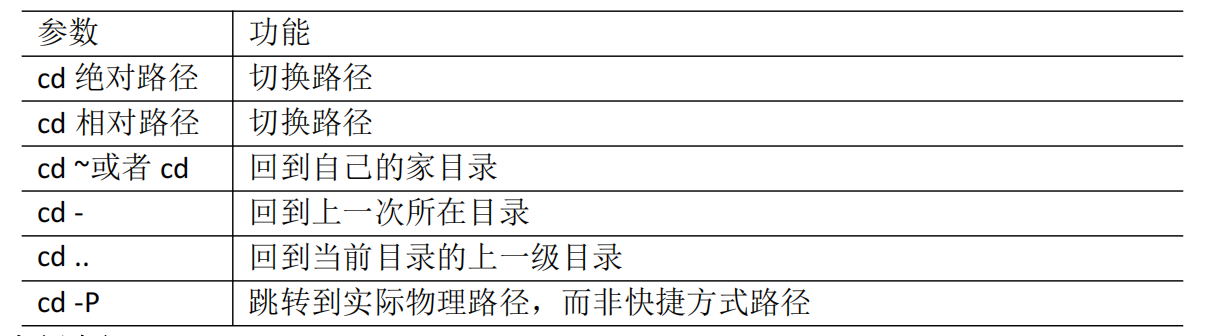 参数 功能
cd 绝对路径 切换路径
cd 相对路径 切换路径
cd ~或者 cd 回到自己的家目录
cd - 回到上一次所在目录
cd .. 回到当前目录的上一级目录
cd -P 跳转到实际物理路径，而非快捷方式路径